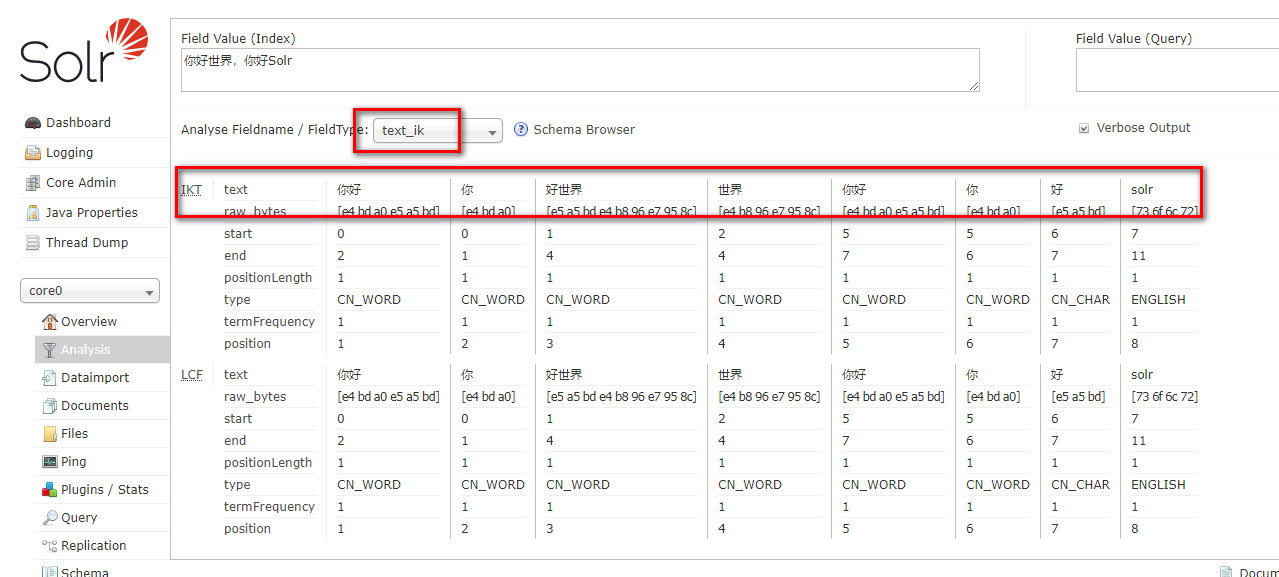 Solr
Dashboard
Logging
Core Admin
Java Properties
Thread Dump
core0
Overview
Analysis
Dataimport
Documents
Files
Ping
Plugins / Stats
Query
Replication
Schema
Field Value (Index)
你好世界，你好Solr
Field Value (Query)
Analyse Fieldname / FieldType: text_ik ? Schema Browser
Verbose Output
IKT text 你好 你 好世界 世界 你好 你 好 solr
raw_bytes [e4 bd a0 e5 a5 bd] [e4 bd a0] [e5 a5 bd e4 b8 96 e7 95 8c] [e4 b8 96 e7 95 8c] [e4 bd a0 e5 a5 bd] [e4 bd a0] [e5 a5 bd] [73 6f 6c 72]
start 0 0 1 2 5 5 6 7
end 2 1 4 4 7 6 7 11
positionLength 1 1 1 1 1 1 1 1
type CN_WORD CN_WORD CN_WORD CN_WORD CN_WORD CN_WORD CN_CHAR ENGLISH
termFrequency 1 1 1 1 1 1 1 1
position 1 2 3 4 5 6 7 8
LCF text 你好 你 好世界 世界 你好 你 好 solr
raw_bytes [e4 bd a0 e5 a5 bd] [e4 bd a0] [e5 a5 bd e4 b8 96 e7 95 8c] [e4 b8 96 e7 95 8c] [e4 bd a0 e5 a5 bd] [e4 bd a0] [e5 a5 bd] [73 6f 6c 72]
start 0 0 1 2 5 5 6 7
end 2 1 4 4 7 6 7 11
positionLength 1 1 1 1 1 1 1 1
type CN_WORD CN_WORD CN_WORD CN_WORD CN_WORD CN_WORD CN_CHAR ENGLISH
termFrequency 1 1 1 1 1 1 1 1
position 1 2 3 4 5 6 7 8
Docum